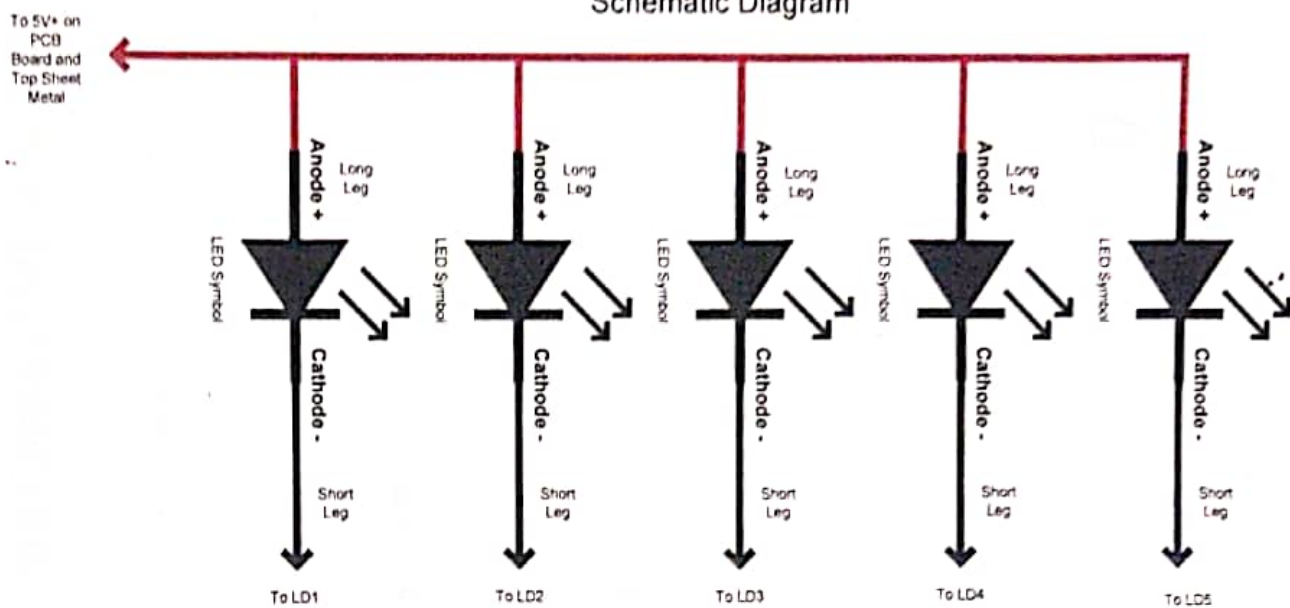 Schematic Diagram
To 5V+ on
PCB
Board and
Top Sheet
Metal
Anode +
Long
Leg
LED Symbol
Cathode -
Short
Leg
To LD1
Anode +
Long
Leg
LED Symbol
Cathode -
Short
Leg
To LD2
Anode +
Long
Leg
LED Symbol
Cathode -
Short
Leg
To LD3
Anode +
Long
Leg
LED Symbol
Cathode -
Short
Leg
To LD4
Anode +
Long
Leg
LED Symbol
Cathode -
Short
Leg
To LD5